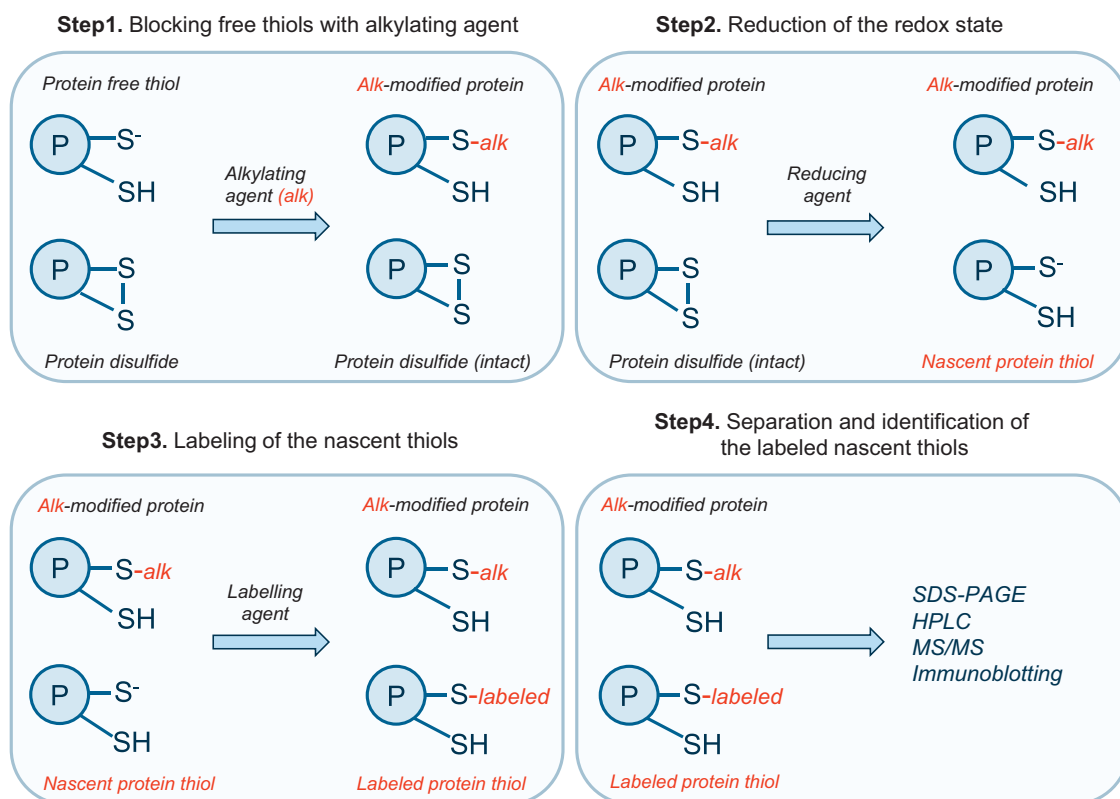 Step1. Blocking free thiols with alkylating agent
Protein free thiol
Alk-modified protein
P
S-
SH
P
S-alk
SH
Alkylating
agent (alk)
P
S
S
P
S
S
Protein disulfide
Protein disulfide (intact)
Step2. Reduction of the redox state
Alk-modified protein
Alk-modified protein
P
S-alk
SH
P
S-alk
SH
Reducing
agent
P
S
S
P
S-
SH
Protein disulfide (intact)
Nascent protein thiol
Step3. Labeling of the nascent thiols
Alk-modified protein
Alk-modified protein
P
S-alk
SH
P
S-alk
SH
Labelling
agent
P
S-
SH
P
S-labeled
SH
Nascent protein thiol
Labeled protein thiol
Step4. Separation and identification of
the labeled nascent thiols
Alk-modified protein
P
S-alk
SH
P
S-labeled
SH
Labeled protein thiol
SDS-PAGE
HPLC
MS/MS
Immunoblotting